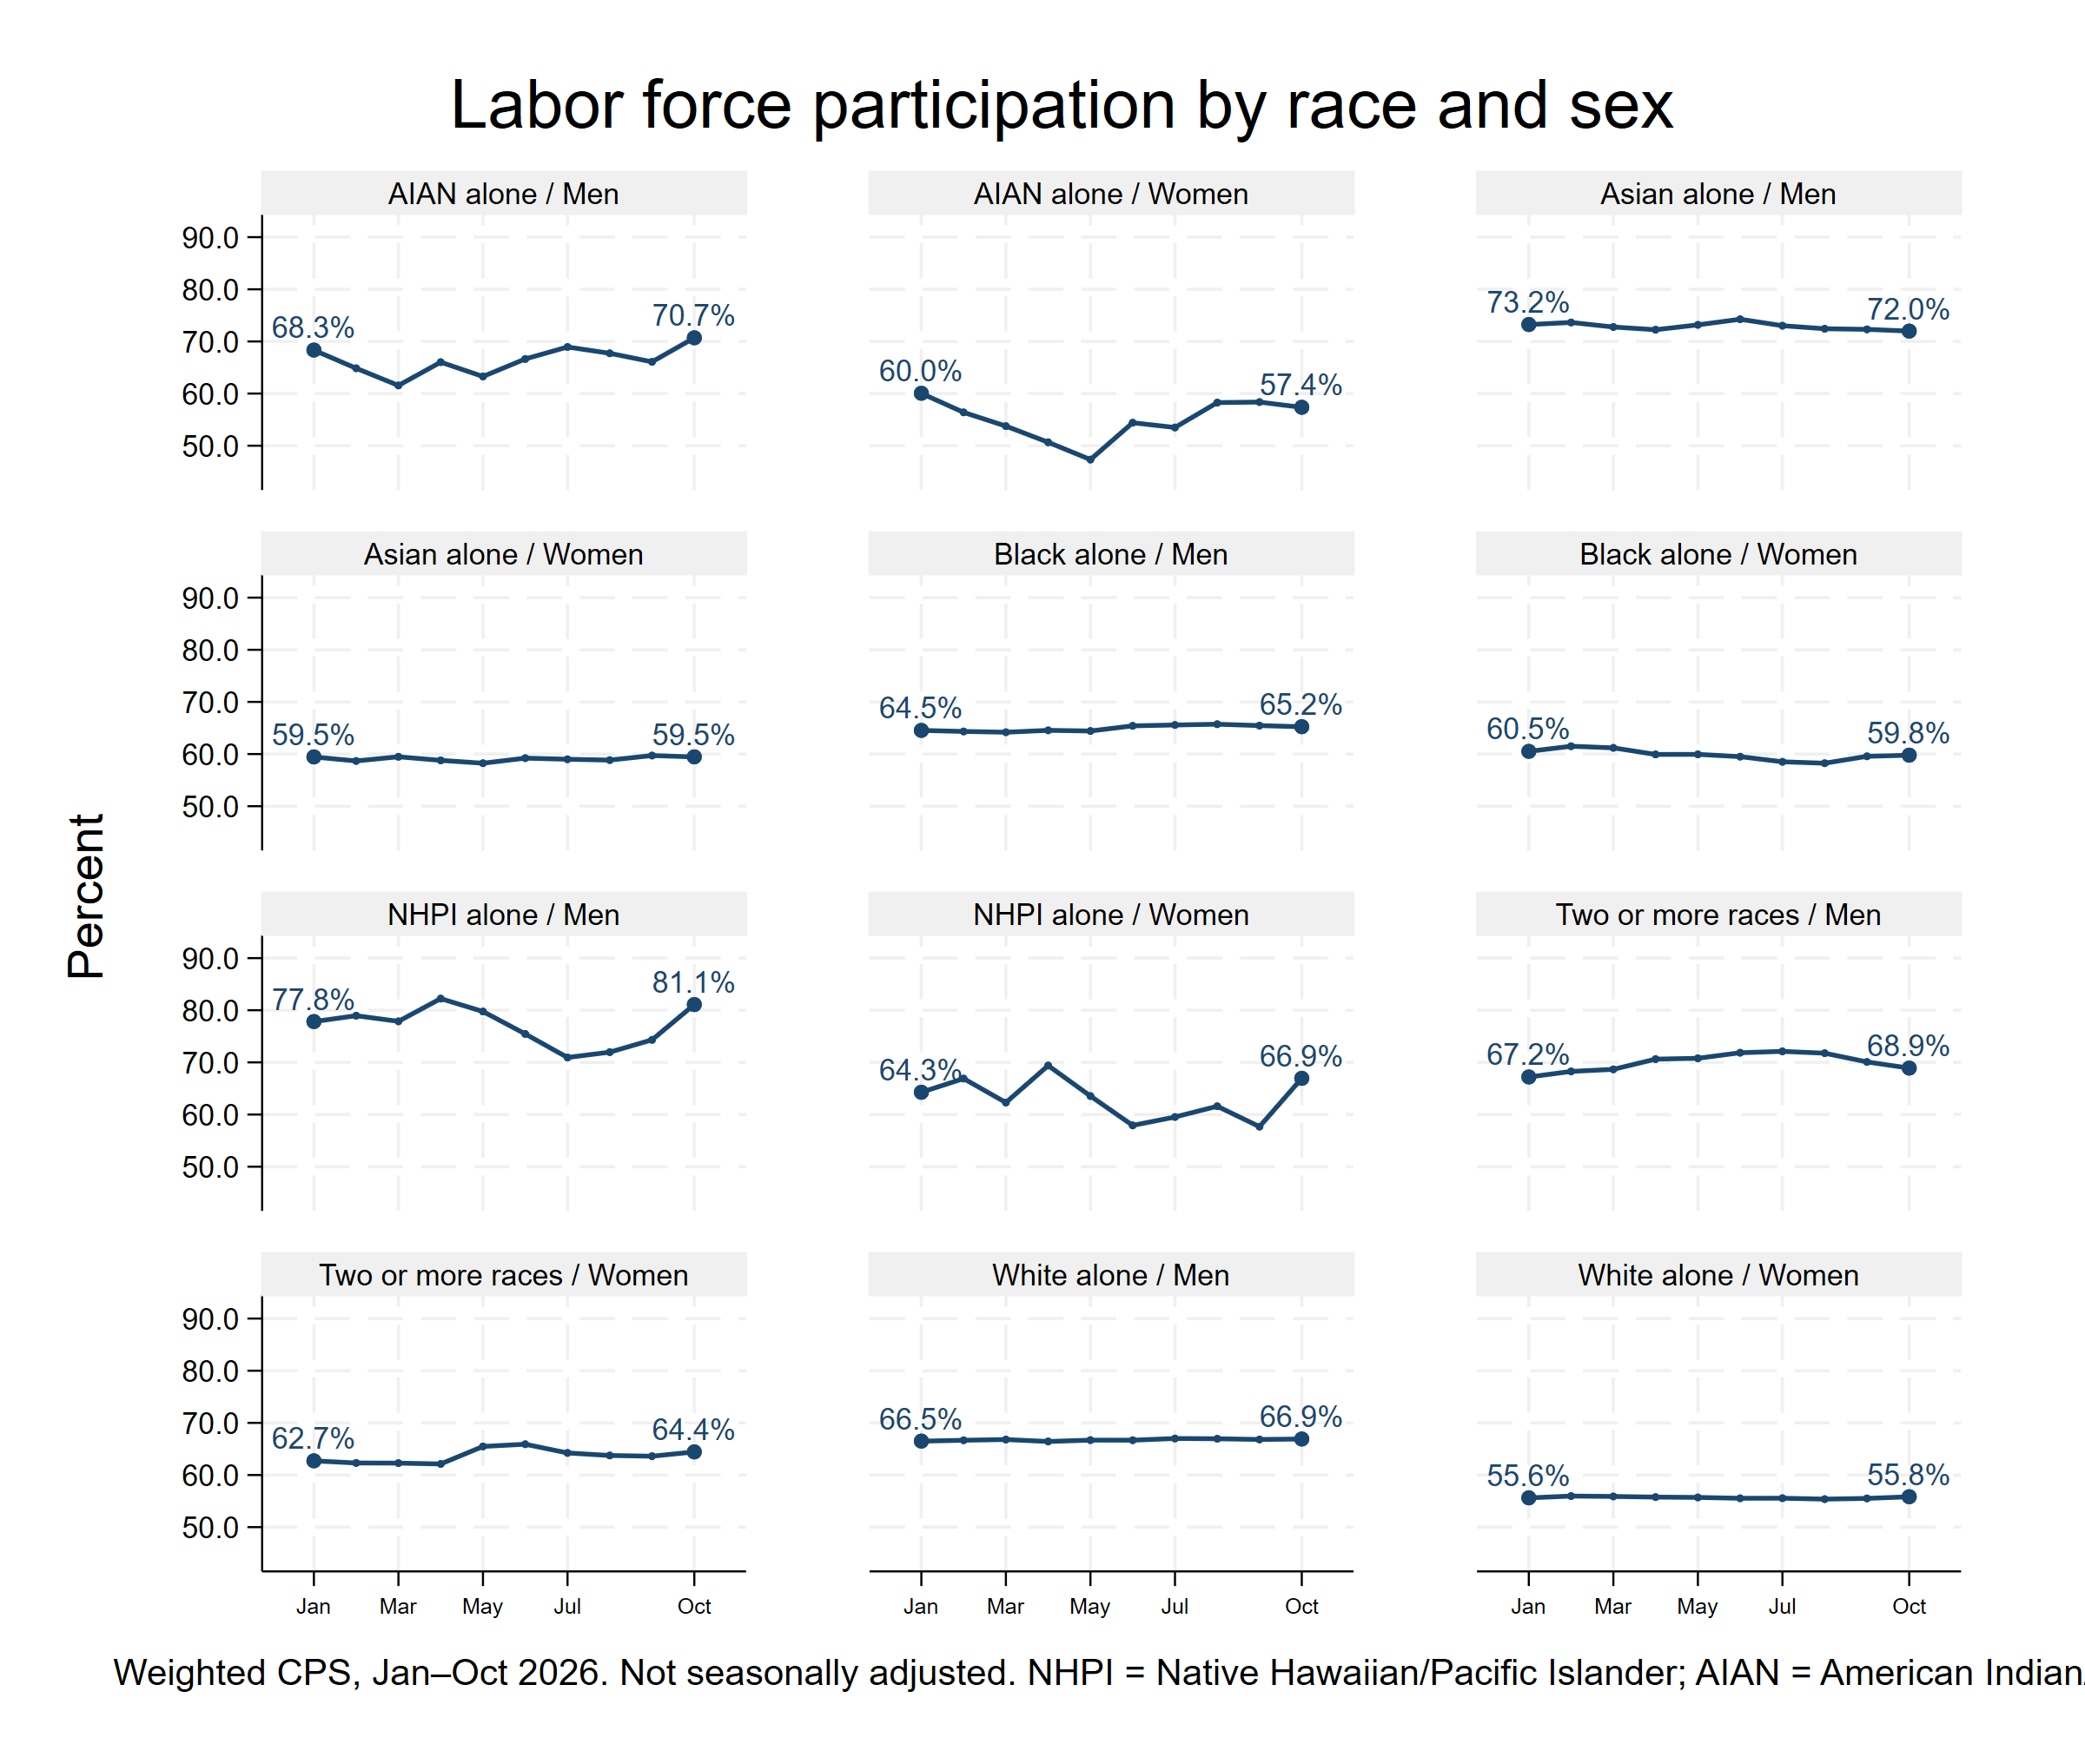 Labor force participation by race and sex
AIAN alone / Men
AIAN alone / Women
Asian alone / Men
90.0
80.0
70.0
60.0
50.0
68.3%
70.7%
60.0%
57.4%
73.2%
72.0%
Asian alone / Women
Black alone / Men
Black alone / Women
90.0
80.0
70.0
60.0
50.0
59.5%
59.5%
64.5%
65.2%
60.5%
59.8%
Percent
NHPI alone / Men
NHPI alone / Women
Two or more races / Men
90.0
80.0
70.0
60.0
50.0
77.8%
81.1%
64.3%
66.9%
67.2%
68.9%
Two or more races / Women
White alone / Men
White alone / Women
90.0
80.0
70.0
60.0
50.0
62.7%
64.4%
66.5%
66.9%
55.6%
55.8%
Jan Mar May Jul Oct
Jan Mar May Jul Oct
Jan Mar May Jul Oct
Weighted CPS, Jan–Oct 2026. Not seasonally adjusted. NHPI = Native Hawaiian/Pacific Islander; AIAN = American Indian/